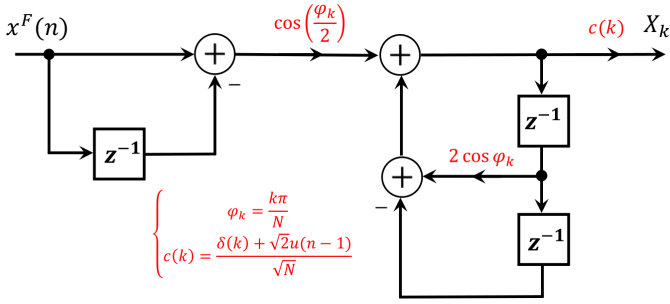 x^F(n)
cos(φ_k/2)
c(k)
X_k
+
+
−
z⁻¹
z⁻¹
2 cos φ_k
+
−
z⁻¹
{ φ_k = kπ/N
c(k) = (δ(k) + √2u(n − 1))/√N